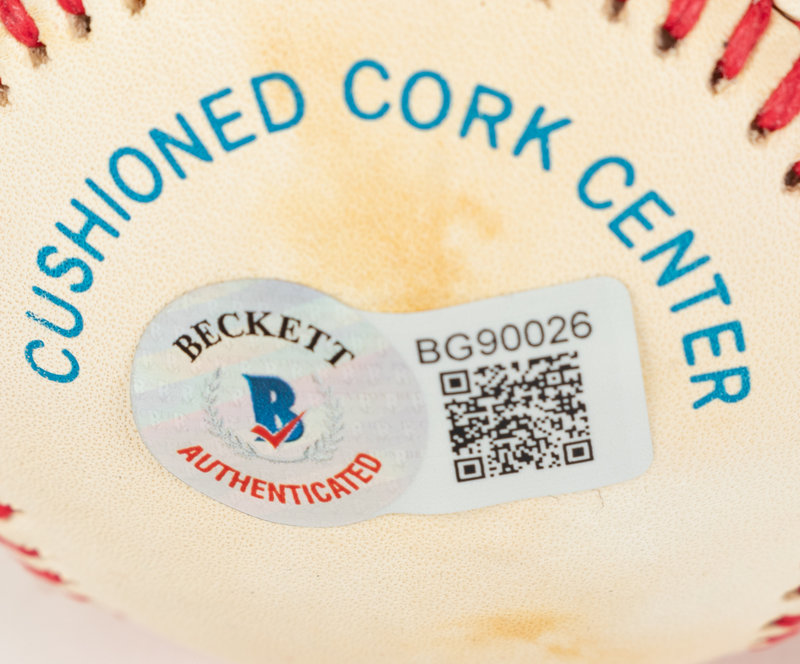 CUSHIONED CORK CENTER
BECKETT
B
AUTHENTICATED
BG90026